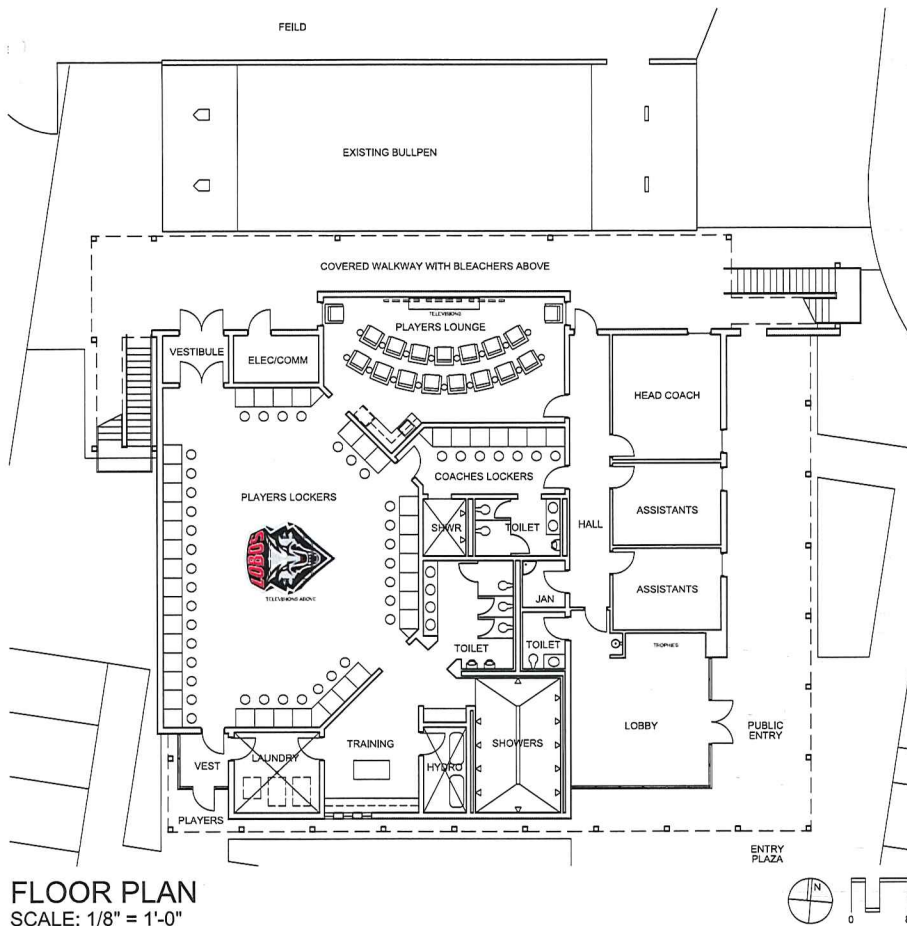 FEILD
EXISTING BULLPEN
COVERED WALKWAY WITH BLEACHERS ABOVE
TELEVISIONS
PLAYERS LOUNGE
VESTIBULE
ELEC/COMM
HEAD COACH
COACHES LOCKERS
PLAYERS LOCKERS
ASSISTANTS
SHWR
TOILET
HALL
LOBO'S
TELEVISIONS ABOVE
ASSISTANTS
JAN
TOILET
TOILET
TROPHIES
LOBBY
PUBLIC
ENTRY
TRAINING
SHOWERS
VEST
LAUNDRY
HYDRO
PLAYERS
ENTRY
PLAZA
FLOOR PLAN
SCALE: 1/8" = 1'-0"
N
0